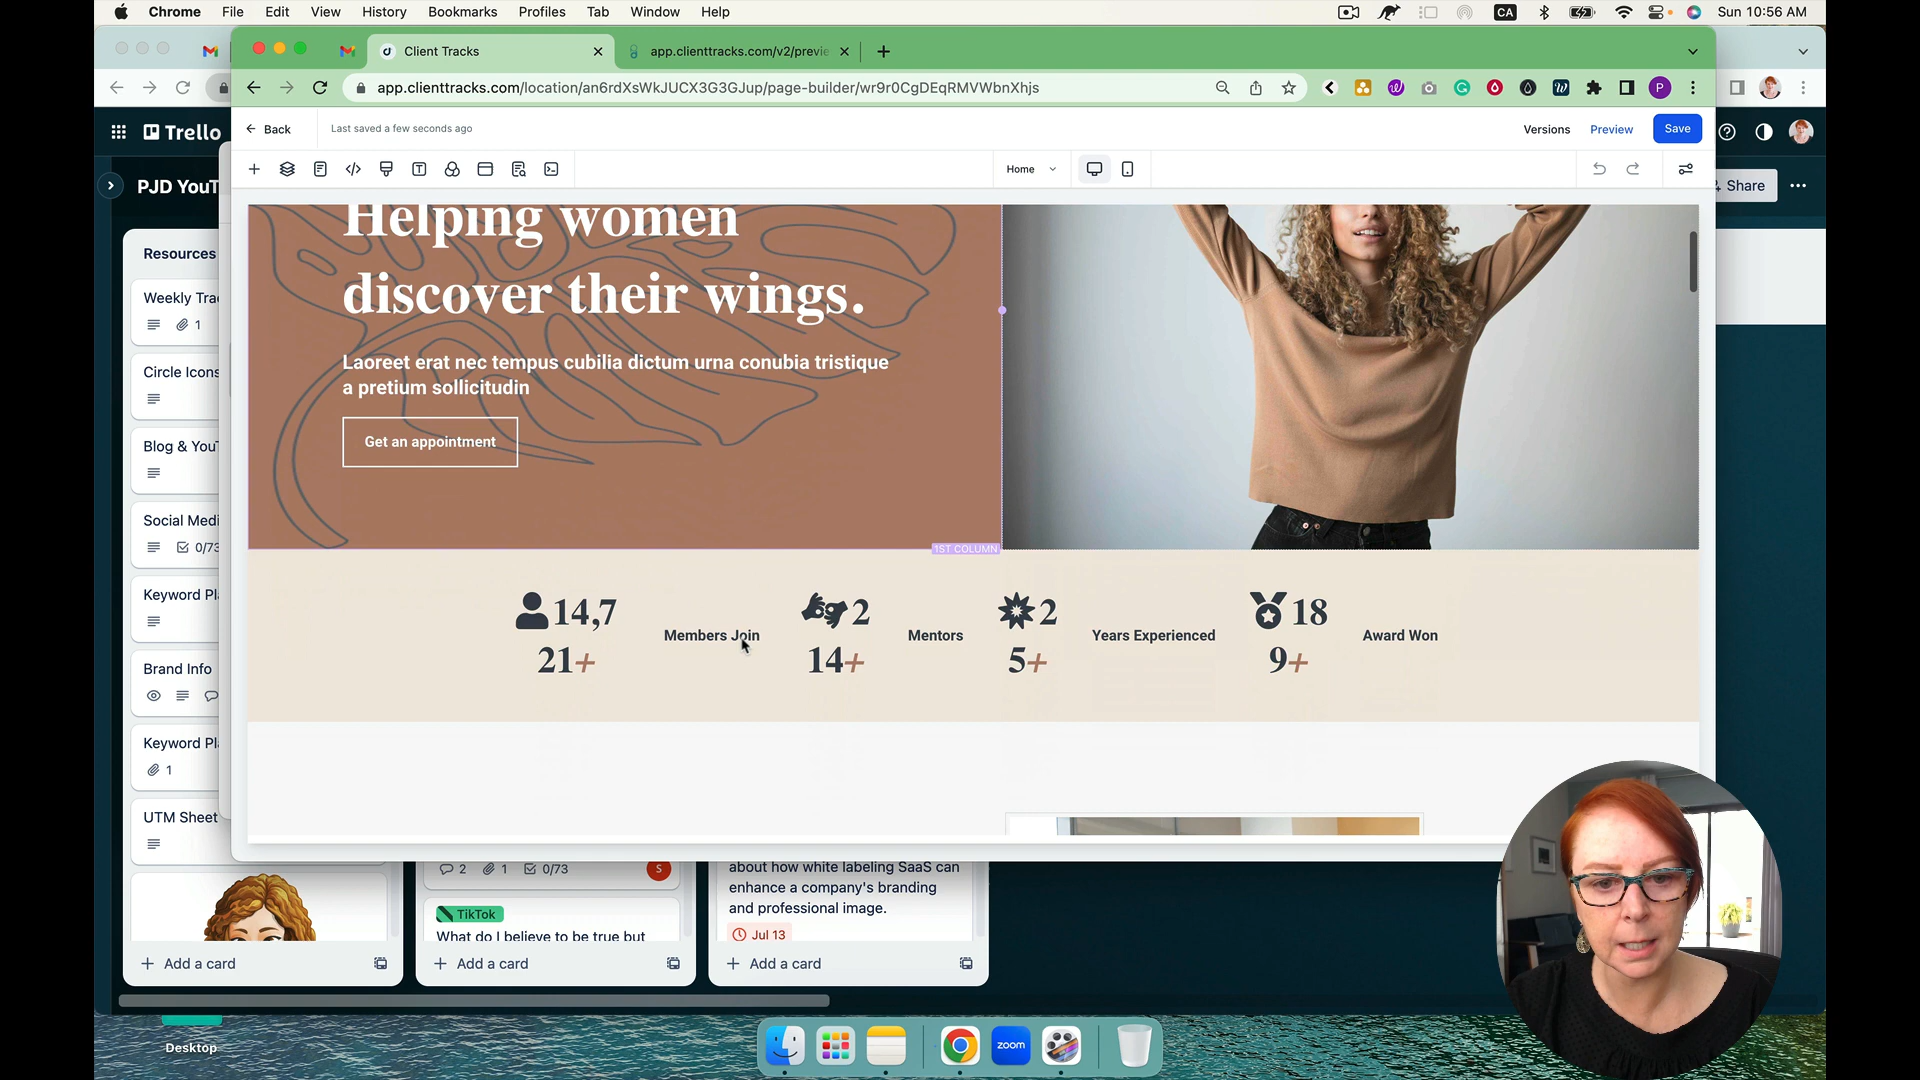 Chrome File Edit View History Bookmarks Profiles Tab Window Help
CA Sun 10:56 AM
Client Tracks
app.clienttracks.com/v2/previe
app.clienttracks.com/location/an6rdXsWkJUCX3G3GJup/page-builder/wr9r0CgDEqRMVWbnXhjs
P
Back
Last saved a few seconds ago
Versions
Preview
Save
Home
Trello
PJD YouT
Share
Resources
Weekly Tra
1
Circle Icons
Blog & YouT
Social Medi
0/73
Keyword Pl
Brand Info
Keyword Pl
1
UTM Sheet
Add a card
Helping women
discover their wings.
Laoreet erat nec tempus cubilia dictum urna conubia tristique
a pretium sollicitudin
Get an appointment
1ST COLUMN
14,7
21+
Members Join
2
14+
Mentors
2
5+
Years Experienced
18
9+
Award Won
2 1 0/73
S
TikTok
What do I believe to be true but
Add a card
about how white labeling SaaS can
enhance a company's branding
and professional image.
Jul 13
Add a card
Desktop
zoom